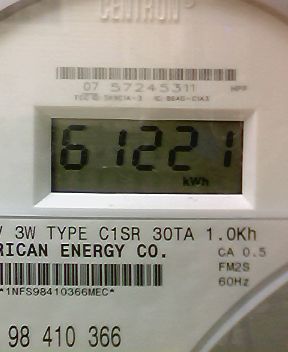 CENTRON
07 57245311
61221
kWh
V 3W TYPE C1SR 30TA 1.0Kh
RICAN ENERGY CO.
CA 0.5
FM2S
60Hz
*1NFS98410366MEC*
98 410 366